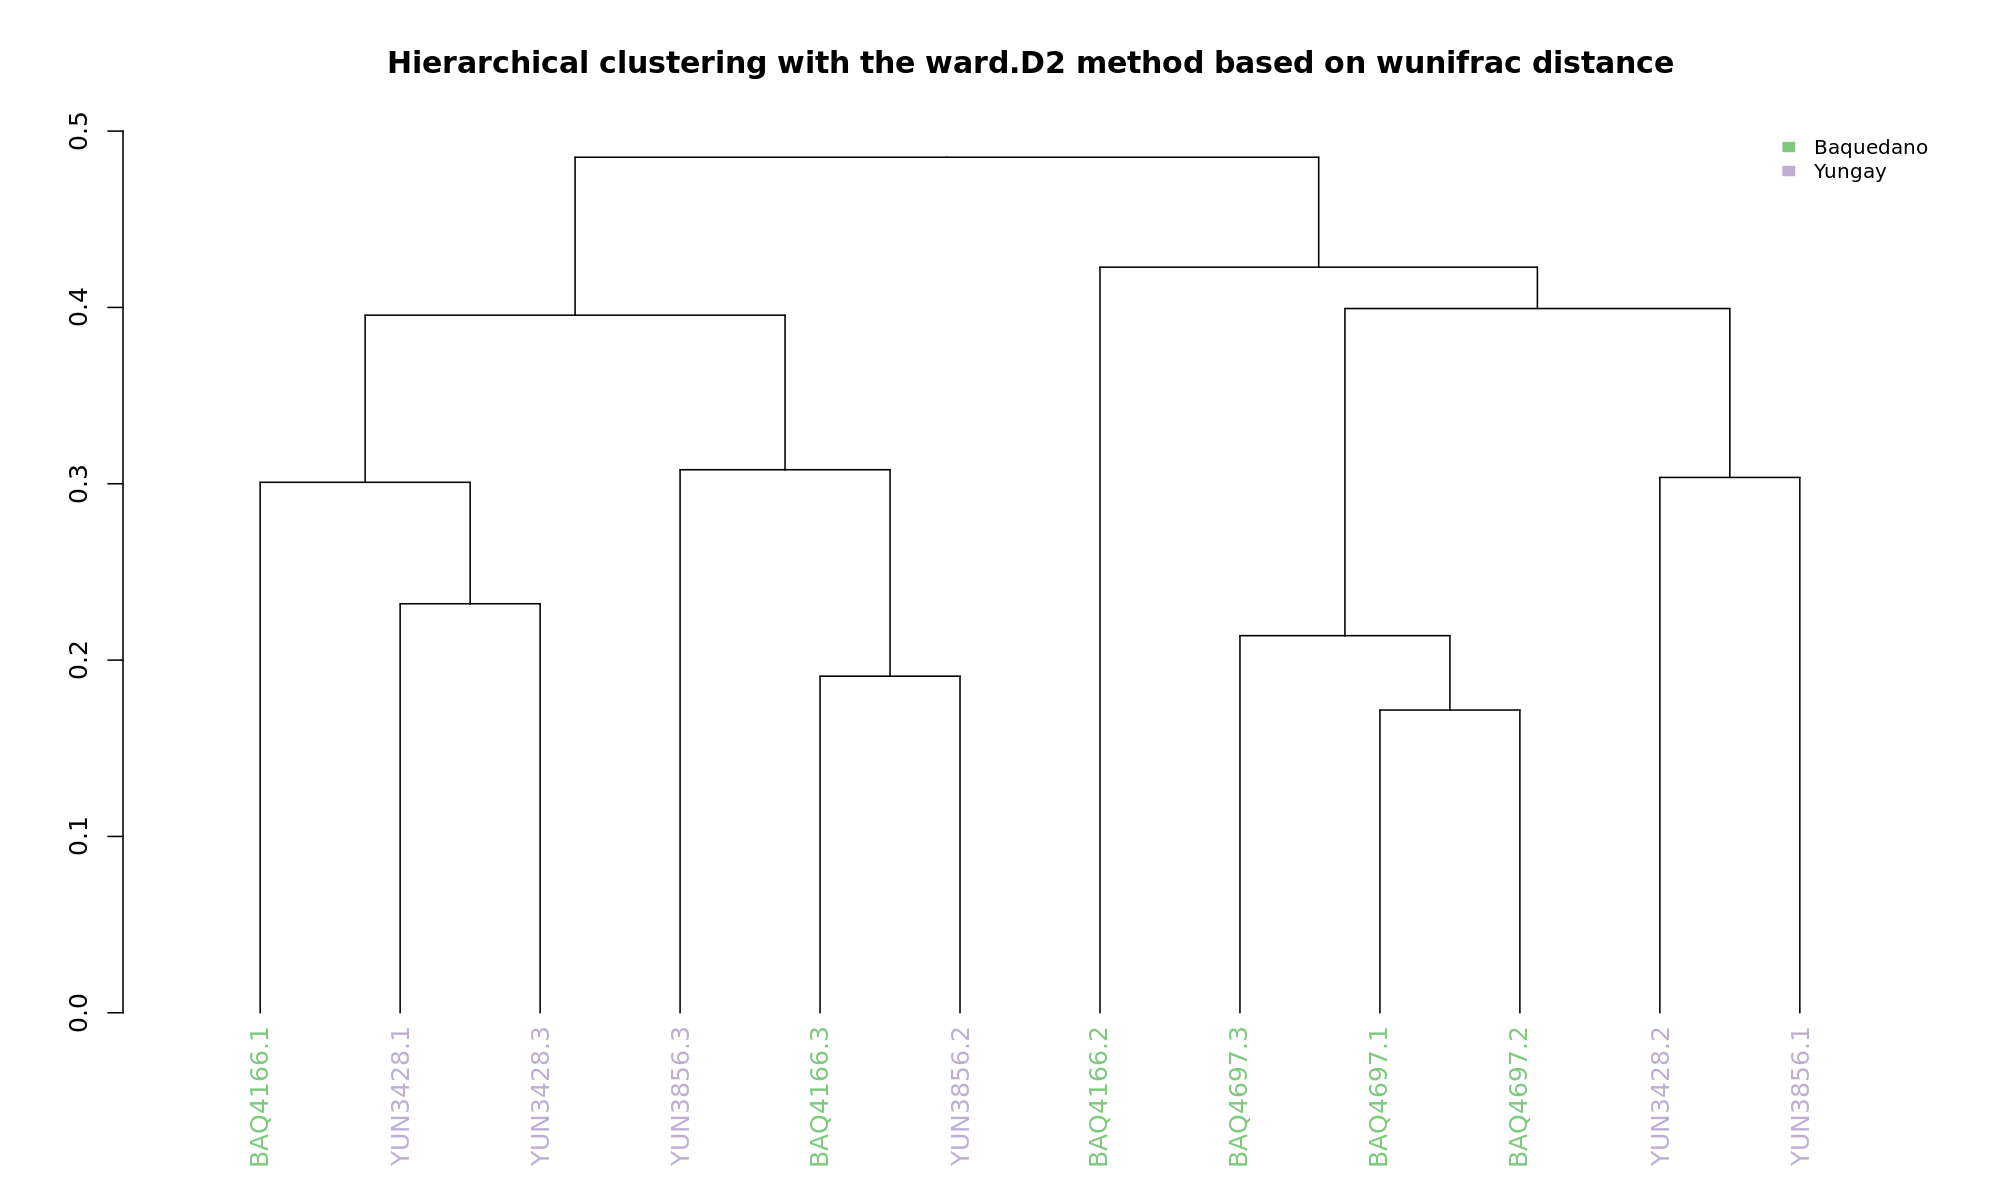 Hierarchical clustering with the ward.D2 method based on wunifrac distance
0.5
0.4
0.3
0.2
0.1
0.0
Baquedano
Yungay
BAQ4166.1
YUN3428.1
YUN3428.3
YUN3856.3
BAQ4166.3
YUN3856.2
BAQ4166.2
BAQ4697.3
BAQ4697.1
BAQ4697.2
YUN3428.2
YUN3856.1